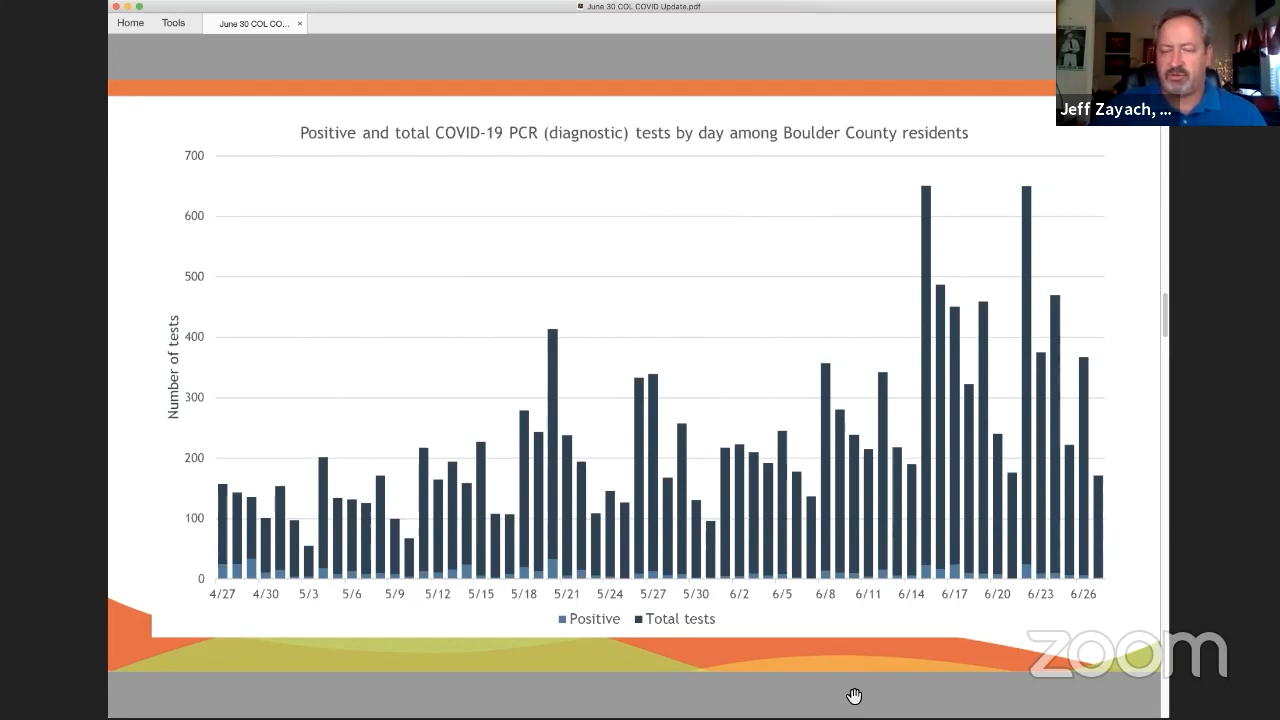 June 30 COL COVID Update.pdf
Home Tools June 30 COL CO... ×
Jeff Zayach, ...
Positive and total COVID-19 PCR (diagnostic) tests by day among Boulder County residents
700
600
500
400
300
200
100
0
Number of tests
4/27 4/30 5/3 5/6 5/9 5/12 5/15 5/18 5/21 5/24 5/27 5/30 6/2 6/5 6/8 6/11 6/14 6/17 6/20 6/23 6/26
Positive Total tests
zoom